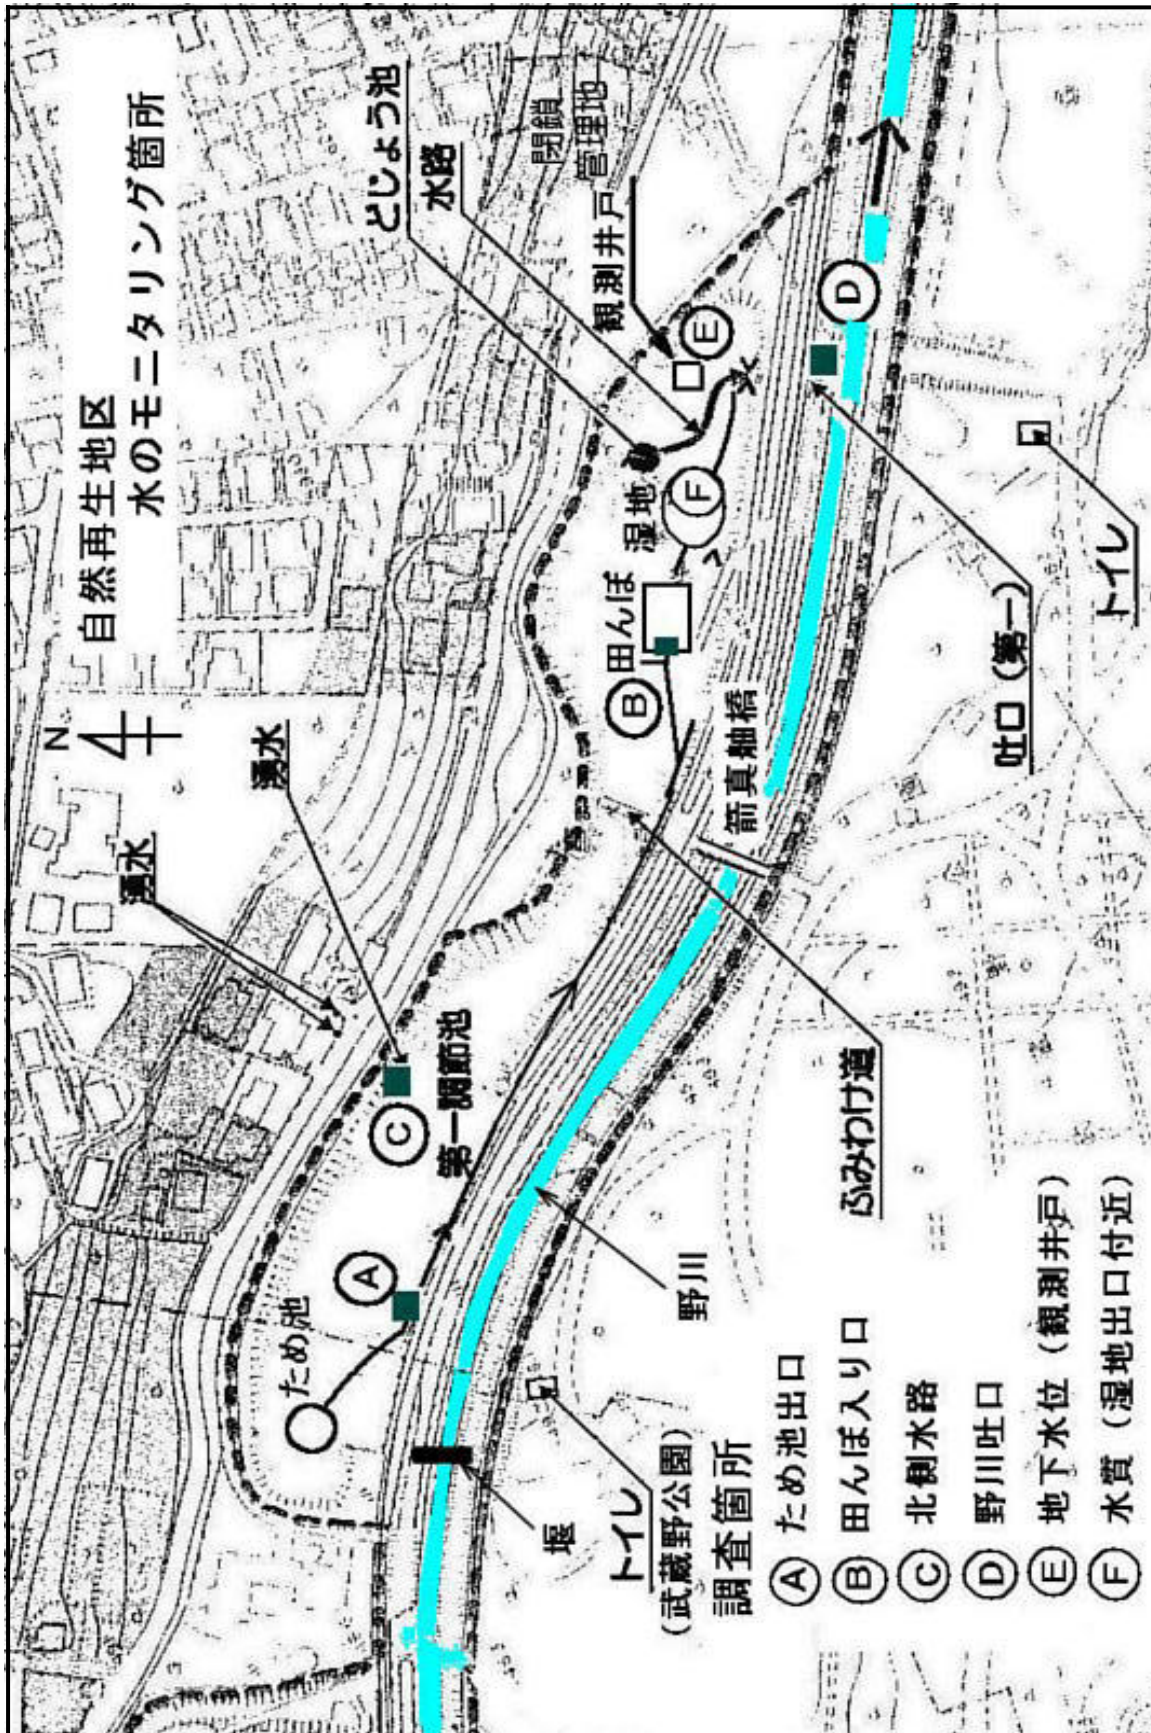 自然再生地区
水のモニタリング箇所
N
湧水
湧水
どじょう池
水路
閉鎖
管理地
観測井戸
E
湿地
F
田んぼ
B
D
C
第一調節池
A
ため池
箭真舳橋
野川
堰
トイレ
(武蔵野公園)
ふみわけ道
吐口(第一)
トイレ
調査箇所
A ため池出口
B 田んぼ入り口
C 北側水路
D 野川吐口
E 地下水位(観測井戸)
F 水質(湿地出口付近)